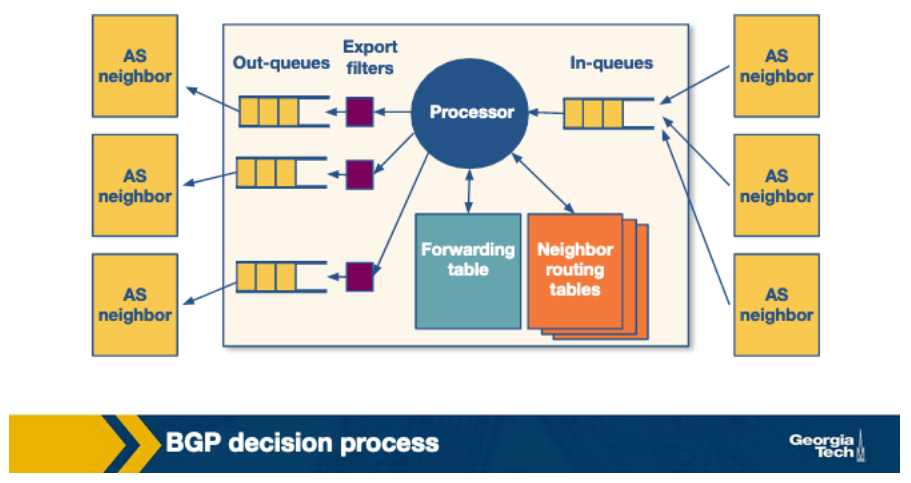 AS
neighbor
AS
neighbor
AS
neighbor
Out-queues
Export
filters
Processor
In-queues
Forwarding
table
Neighbor
routing
tables
AS
neighbor
AS
neighbor
AS
neighbor
BGP decision process
Georgia
Tech